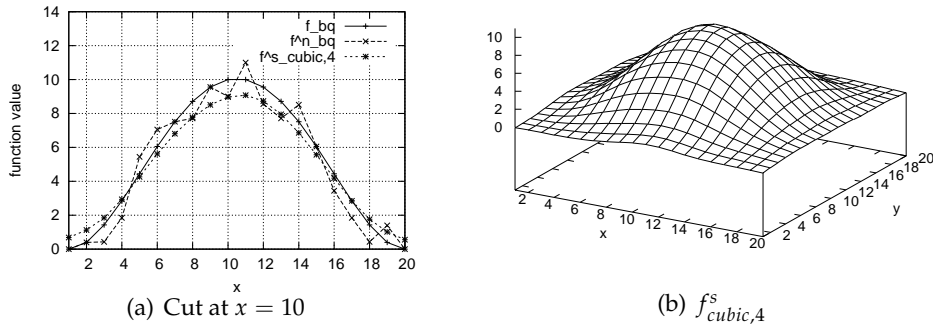 14
12
10
8
6
4
2
0
function value
f_bq
f^n_bq
f^s_cubic,4
2 4 6 8 10 12 14 16 18 20
x
(a) Cut at x = 10
10
8
6
4
2
0
2 4 6 8 10 12 14 16 18 20
x
2 4 6 8 10 12 14 16 18 20
y
(b) f^s_{cubic,4}